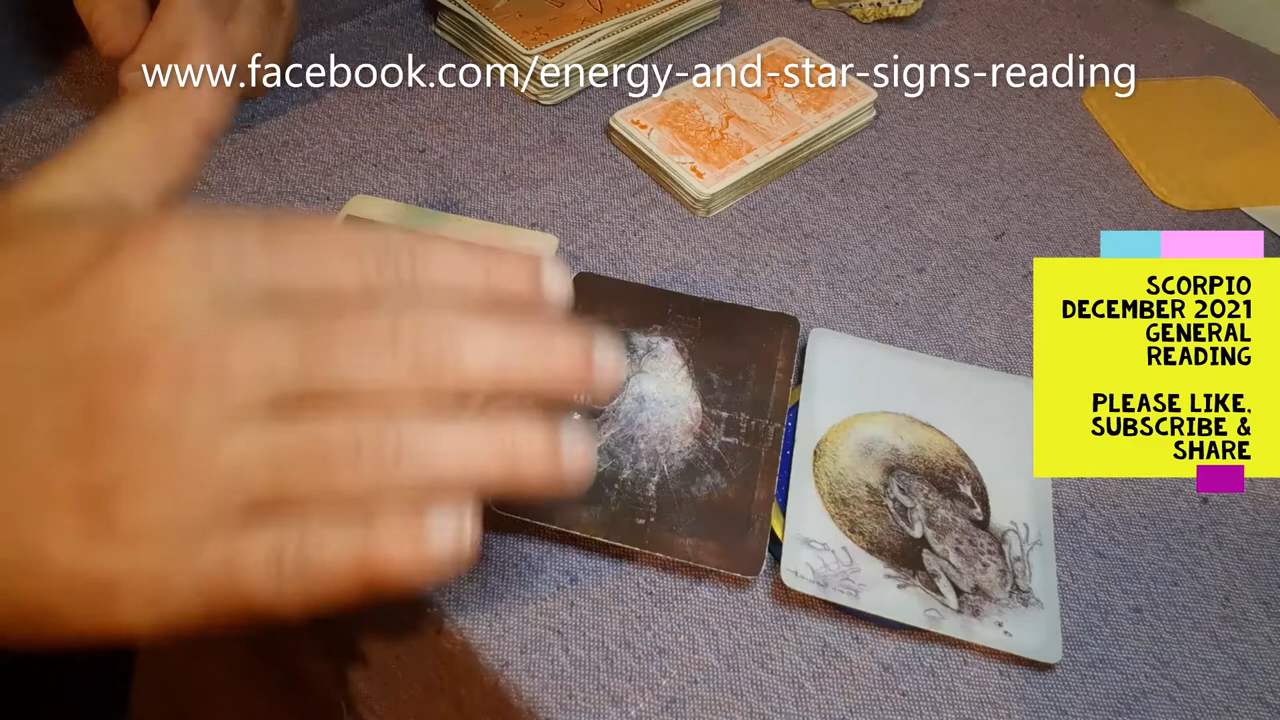 www.facebook.com/energy-and-star-signs-reading
SCORPIO
DECEMBER 2021
GENERAL
READING
PLEASE LIKE,
SUBSCRIBE &
SHARE